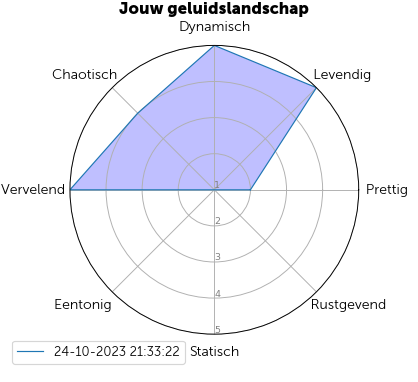 Jouw geluidslandschap
Dynamisch
Chaotisch
Levendig
Vervelend
Prettig
1
2
3
4
5
Eentonig
Rustgevend
Statisch
24-10-2023 21:33:22